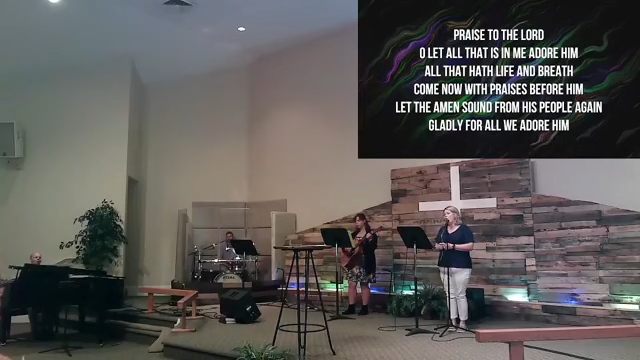 PRAISE TO THE LORD
O LET ALL THAT IS IN ME ADORE HIM
ALL THAT HATH LIFE AND BREATH
COME NOW WITH PRAISES BEFORE HIM
LET THE AMEN SOUND FROM HIS PEOPLE AGAIN
GLADLY FOR ALL WE ADORE HIM